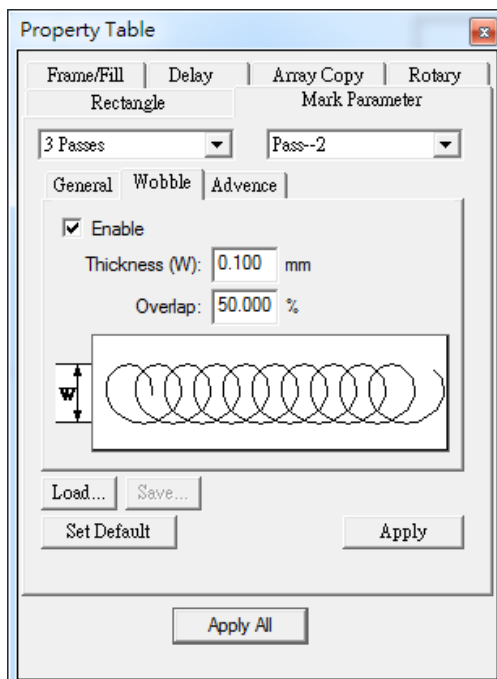 Property Table
Frame/Fill Delay Array Copy Rotary
Rectangle Mark Parameter
3 Passes Pass--2
General Wobble Advence
Enable
Thickness (W): 0.100 mm
Overlap: 50.000 %
W
Load... Save...
Set Default Apply
Apply All